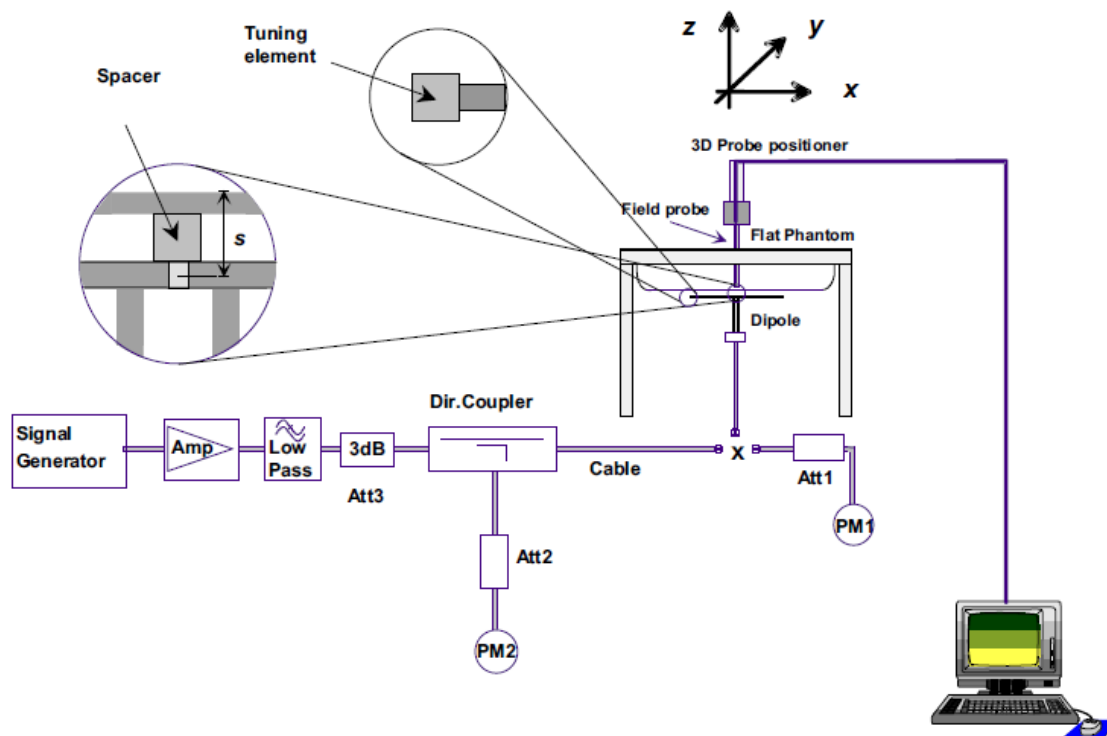 Tuning
element
Spacer
s
z
y
x
3D Probe positioner
Field probe
Flat Phantom
Dipole
Dir.Coupler
Signal
Generator
Amp
Low
Pass
3dB
Att3
Cable
X
Att1
PM1
Att2
PM2